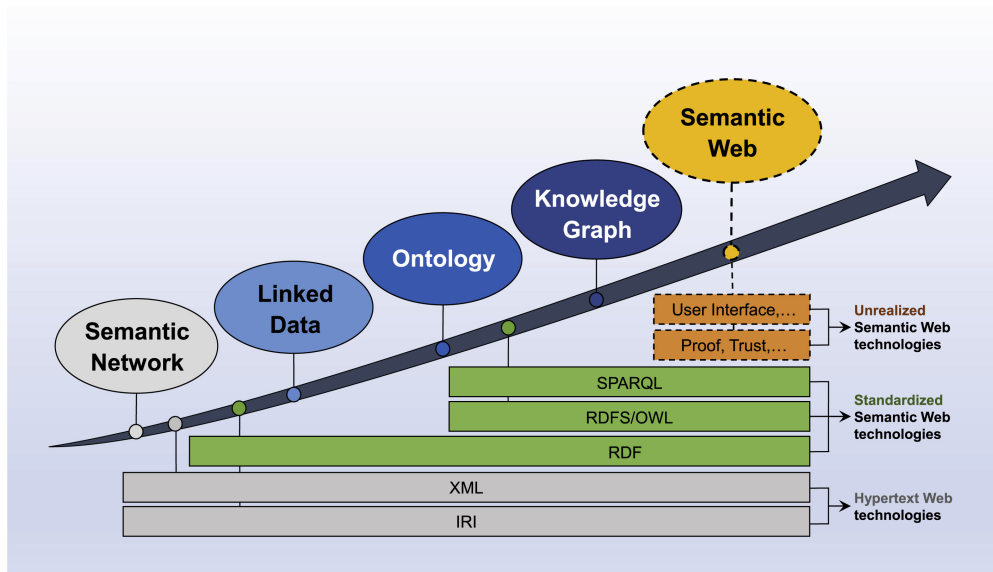 Semantic
Web
Knowledge
Graph
Ontology
Linked
Data
Semantic
Network
User Interface,...
Proof, Trust,...
Unrealized
Semantic Web
technologies
SPARQL
RDFS/OWL
RDF
Standardized
Semantic Web
technologies
XML
IRI
Hypertext Web
technologies